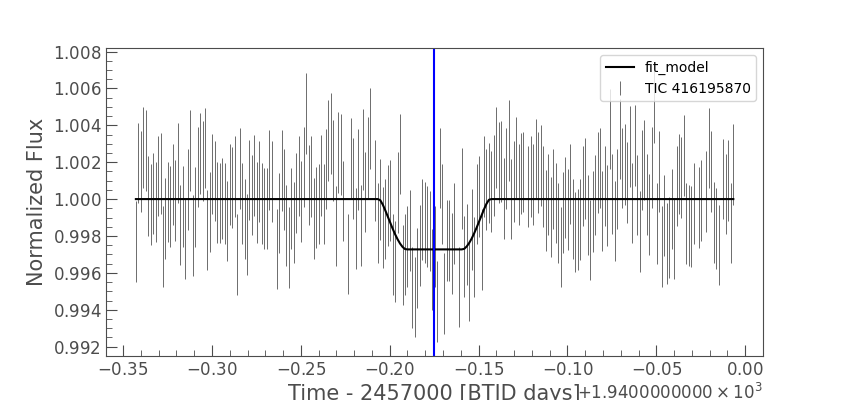 1.008
1.006
1.004
1.002
1.000
0.998
0.996
0.994
0.992
Normalized Flux
fit_model
TIC 416195870
−0.35 −0.30 −0.25 −0.20 −0.15 −0.10 −0.05 0.00
Time - 2457000 [BTJD days]
+1.9400000000 × 10³